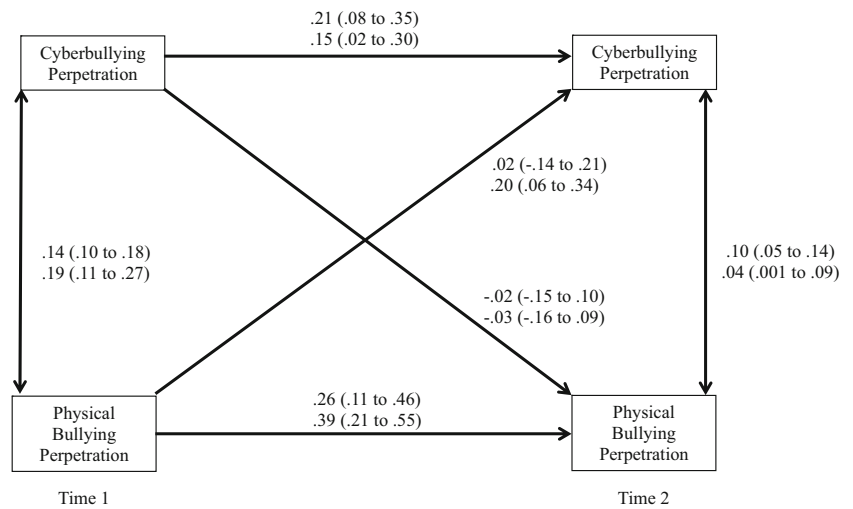 .21 (.08 to .35)
.15 (.02 to .30)
Cyberbullying
Perpetration
Cyberbullying
Perpetration
.02 (-.14 to .21)
.20 (.06 to .34)
.14 (.10 to .18)
.19 (.11 to .27)
.10 (.05 to .14)
.04 (.001 to .09)
-.02 (-.15 to .10)
-.03 (-.16 to .09)
.26 (.11 to .46)
.39 (.21 to .55)
Physical
Bullying
Perpetration
Physical
Bullying
Perpetration
Time 1
Time 2